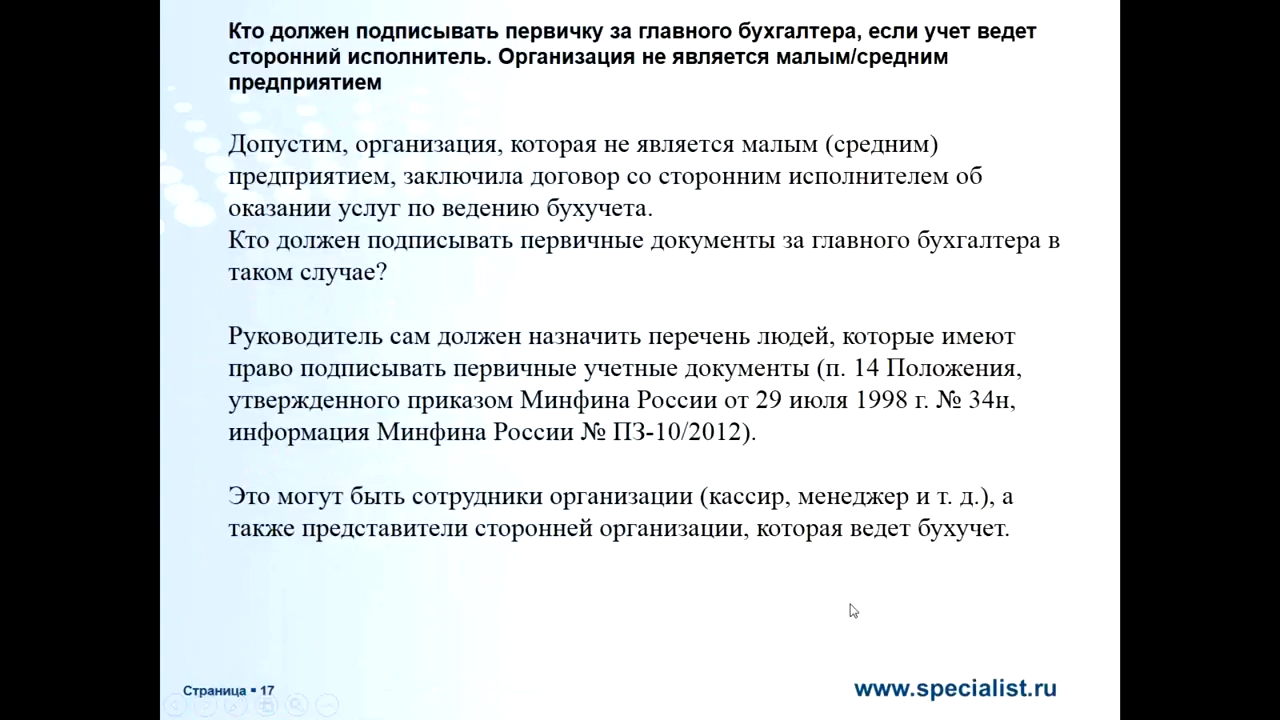 Кто должен подписывать первичку за главного бухгалтера, если учет ведет
сторонний исполнитель. Организация не является малым/средним
предприятием
Допустим, организация, которая не является малым (средним)
предприятием, заключила договор со сторонним исполнителем об
оказании услуг по ведению бухучета.
Кто должен подписывать первичные документы за главного бухгалтера в
таком случае?
Руководитель сам должен назначить перечень людей, которые имеют
право подписывать первичные учетные документы (п. 14 Положения,
утвержденного приказом Минфина России от 29 июля 1998 г. № 34н,
информация Минфина России № ПЗ-10/2012).
Это могут быть сотрудники организации (кассир, менеджер и т. д.), а
также представители сторонней организации, которая ведет бухучет.
Страница ▪ 17
www.specialist.ru